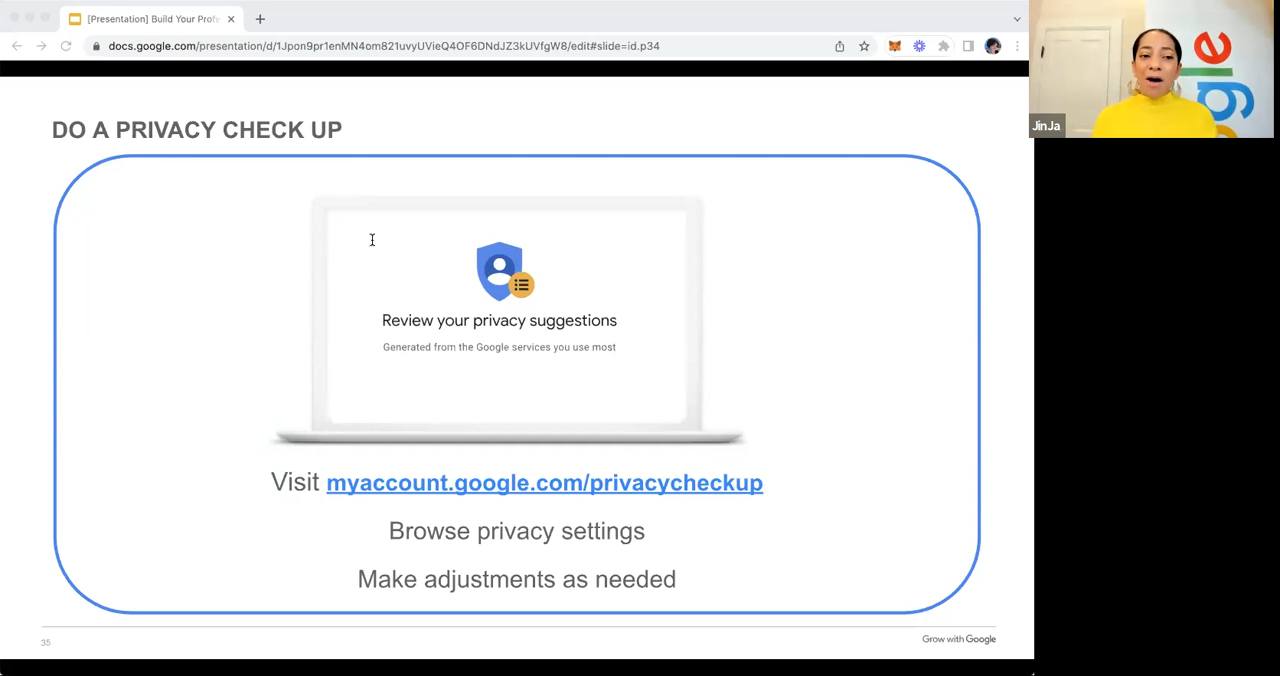 [Presentation] Build Your Profe
docs.google.com/presentation/d/1Jpon9pr1enMN4om821uvyUVieQ4OF6DNdJZ3kUVfgW8/edit#slide=id.p34
JinJa
DO A PRIVACY CHECK UP
Review your privacy suggestions
Generated from the Google services you use most
Visit myaccount.google.com/privacycheckup
Browse privacy settings
Make adjustments as needed
35
Grow with Google